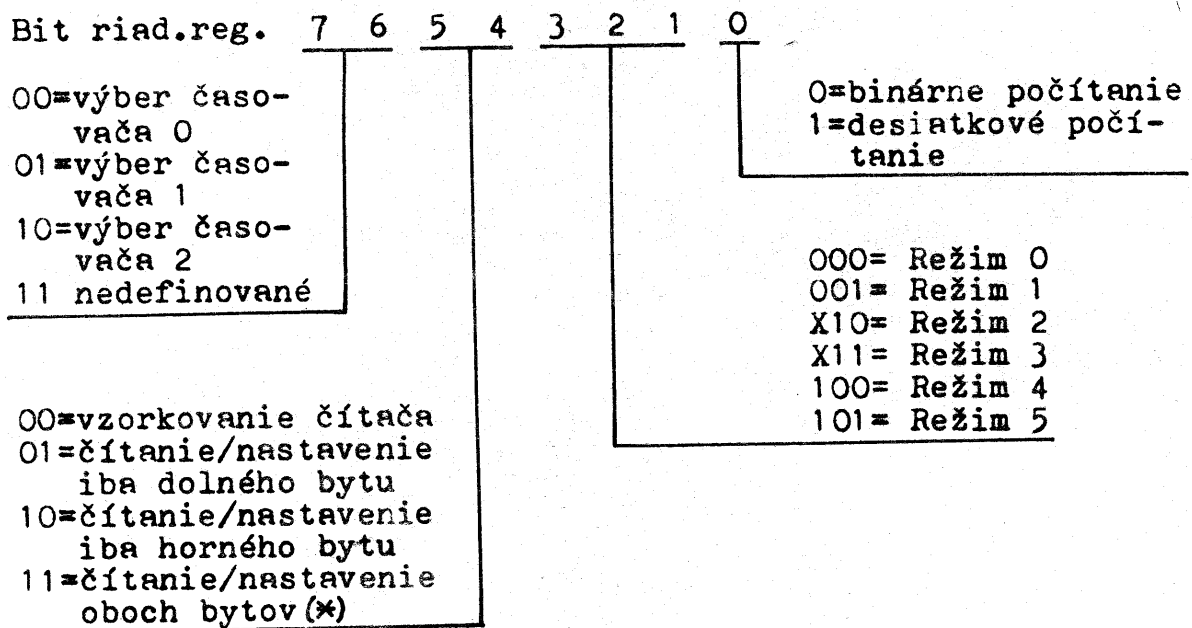 Bit riad.reg. 7 6 5 4 3 2 1 0
00=výber časo-
vača 0
01=výber časo-
vača 1
10=výber časo-
vača 2
11 nedefinované
0=binárne počítanie
1=desiatkové počí-
tanie
000= Režim 0
001= Režim 1
X10= Režim 2
X11= Režim 3
100= Režim 4
101= Režim 5
00=vzorkovanie čítača
01=čítanie/nastavenie
iba dolného bytu
10=čítanie/nastavenie
iba horného bytu
11=čítanie/nastavenie
oboch bytov(*)